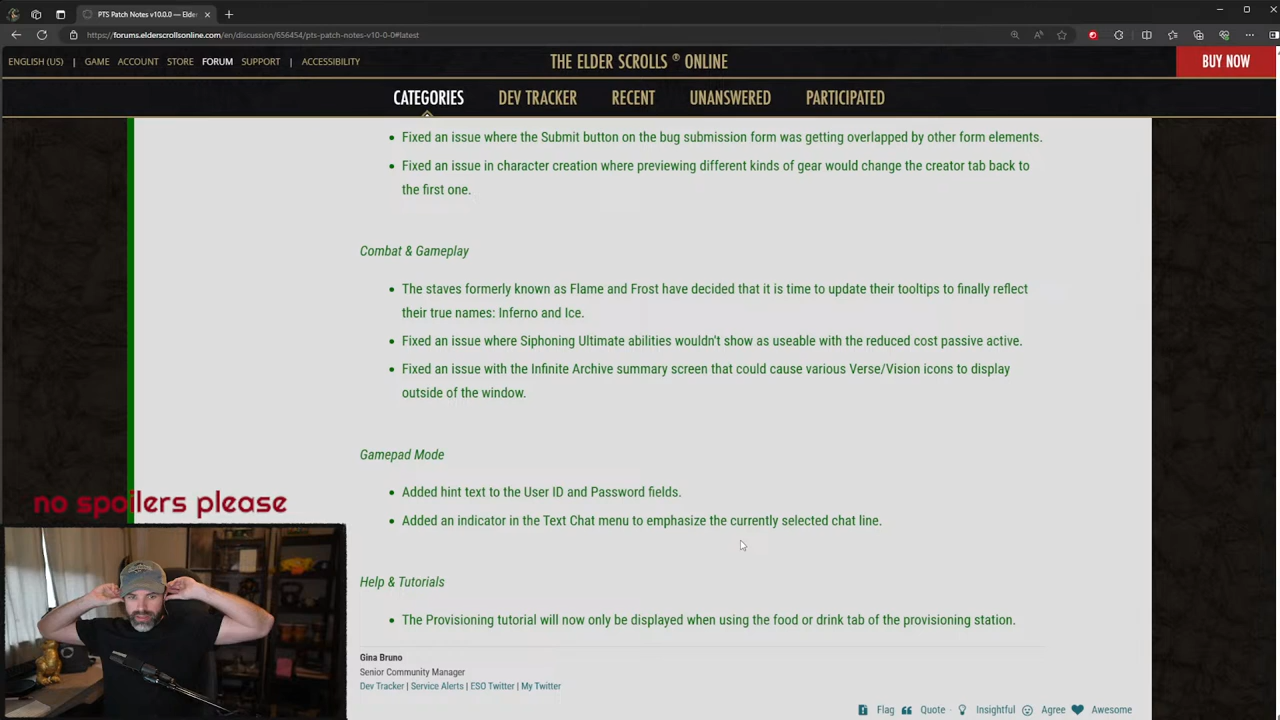 PTS Patch Notes v10.0.0 — Elder
https://forums.elderscrollsonline.com/en/discussion/656454/pts-patch-notes-v10-0-0#latest
ENGLISH (US) | GAME ACCOUNT STORE FORUM SUPPORT | ACCESSIBILITY
THE ELDER SCROLLS ® ONLINE
BUY NOW
CATEGORIES DEV TRACKER RECENT UNANSWERED PARTICIPATED
• Fixed an issue where the Submit button on the bug submission form was getting overlapped by other form elements.
• Fixed an issue in character creation where previewing different kinds of gear would change the creator tab back to
the first one.
Combat & Gameplay
• The staves formerly known as Flame and Frost have decided that it is time to update their tooltips to finally reflect
their true names: Inferno and Ice.
• Fixed an issue where Siphoning Ultimate abilities wouldn't show as useable with the reduced cost passive active.
• Fixed an issue with the Infinite Archive summary screen that could cause various Verse/Vision icons to display
outside of the window.
Gamepad Mode
• Added hint text to the User ID and Password fields.
• Added an indicator in the Text Chat menu to emphasize the currently selected chat line.
no spoilers please
Help & Tutorials
• The Provisioning tutorial will now only be displayed when using the food or drink tab of the provisioning station.
Gina Bruno
Senior Community Manager
Dev Tracker | Service Alerts | ESO Twitter | My Twitter
Flag Quote · Insightful Agree Awesome